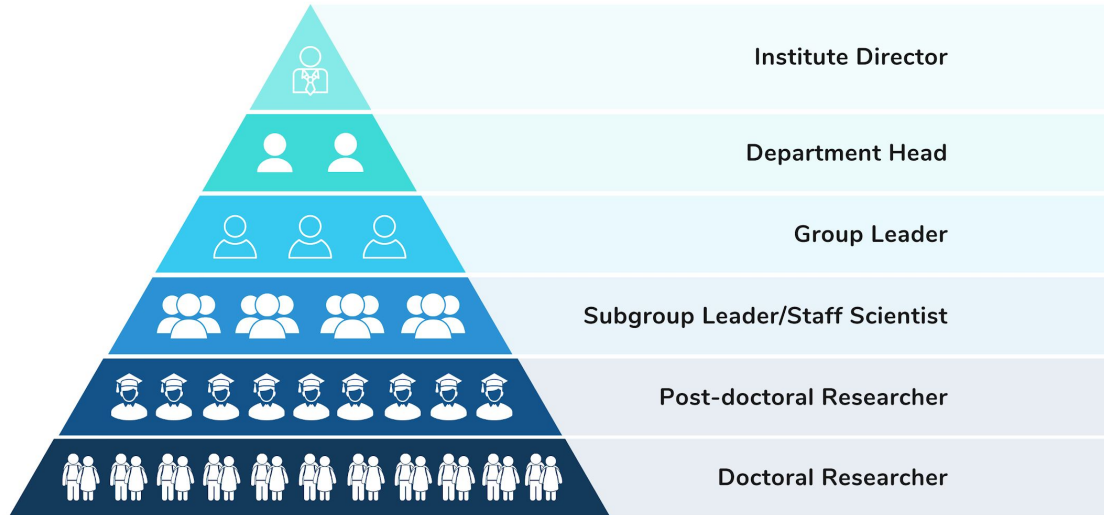 Institute Director
Department Head
Group Leader
Subgroup Leader/Staff Scientist
Post-doctoral Researcher
Doctoral Researcher